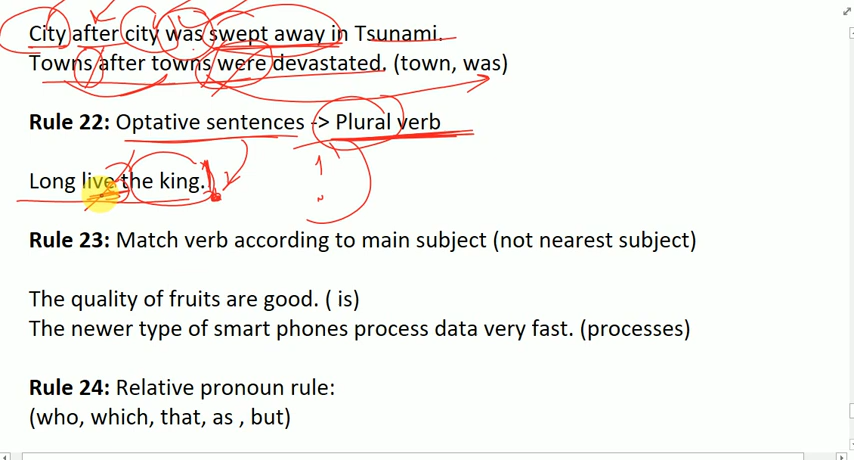 City after city was swept away in Tsunami.
Towns after towns were devastated. (town, was)
Rule 22: Optative sentences -> Plural verb
Long live the king.
Rule 23: Match verb according to main subject (not nearest subject)
The quality of fruits are good. ( is)
The newer type of smart phones process data very fast. (processes)
Rule 24: Relative pronoun rule:
(who, which, that, as , but)